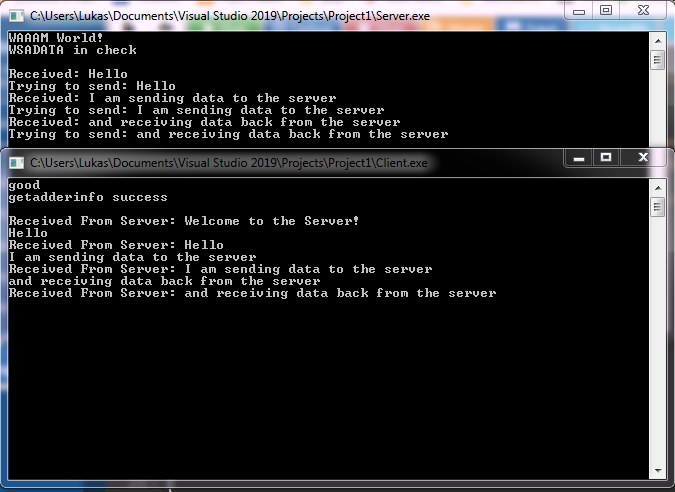 C:\Users\Lukas\Documents\Visual Studio 2019\Projects\Project1\Server.exe
WAAAM World!
WSADATA in check
Received: Hello
Trying to send: Hello
Received: I am sending data to the server
Trying to send: I am sending data to the server
Received: and receiving data back from the server
Trying to send: and receiving data back from the server
C:\Users\Lukas\Documents\Visual Studio 2019\Projects\Project1\Client.exe
good
getadderinfo success
Received From Server: Welcome to the Server!
Hello
Received From Server: Hello
I am sending data to the server
Received From Server: I am sending data to the server
and receiving data back from the server
Received From Server: and receiving data back from the server